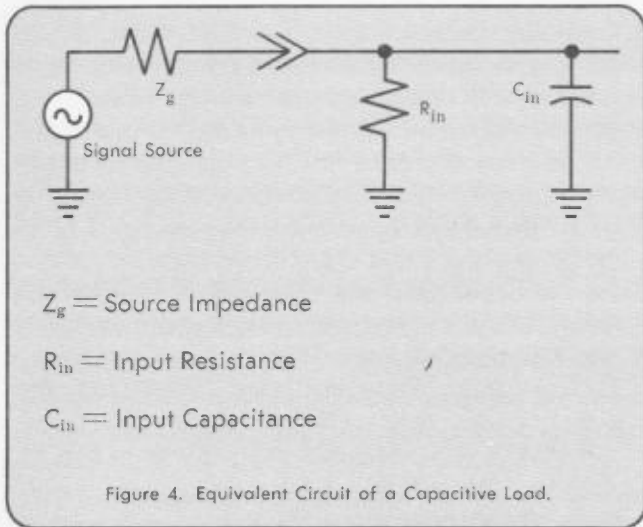 Z_g
R_in
C_in
Signal Source
Z_g = Source Impedance
R_in = Input Resistance
C_in = Input Capacitance
Figure 4. Equivalent Circuit of a Capacitive Load.